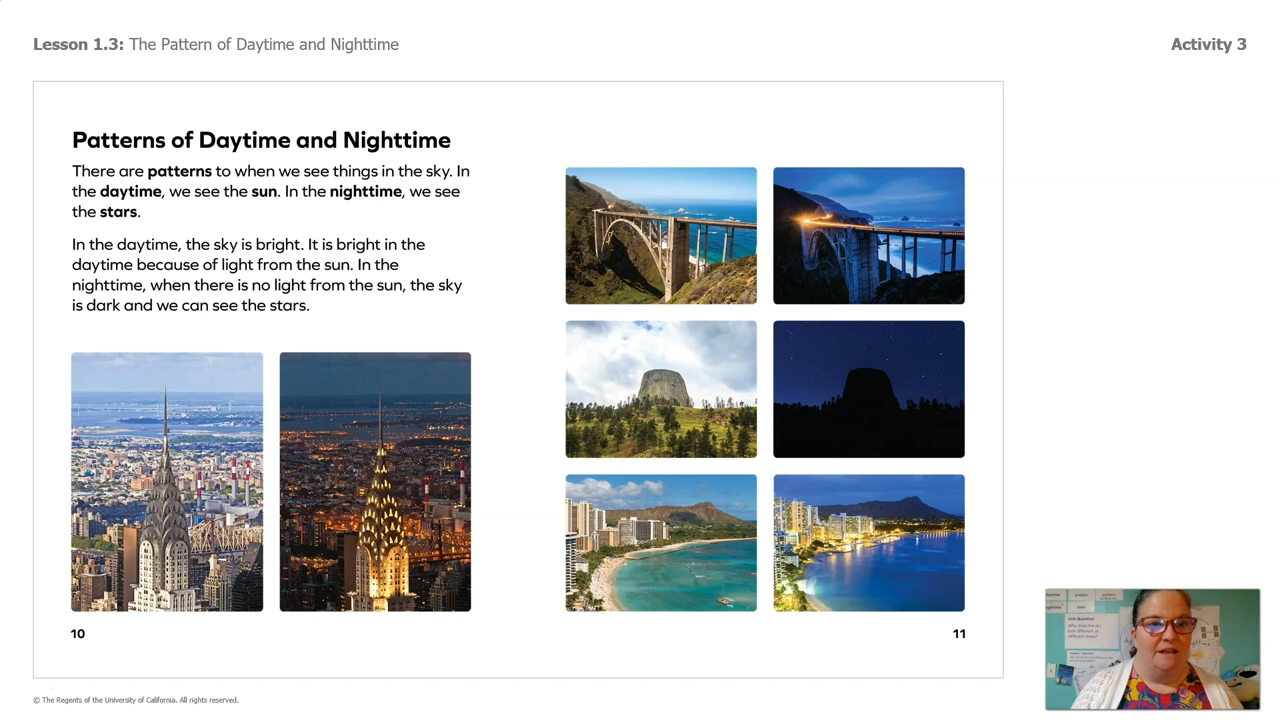 Lesson 1.3: The Pattern of Daytime and Nighttime
Activity 3
Patterns of Daytime and Nighttime
There are patterns to when we see things in the sky. In
the daytime, we see the sun. In the nighttime, we see
the stars.
In the daytime, the sky is bright. It is bright in the
daytime because of light from the sun. In the
nighttime, when there is no light from the sun, the sky
is dark and we can see the stars.
10
11
© The Regents of the University of California. All rights reserved.
Unit Question